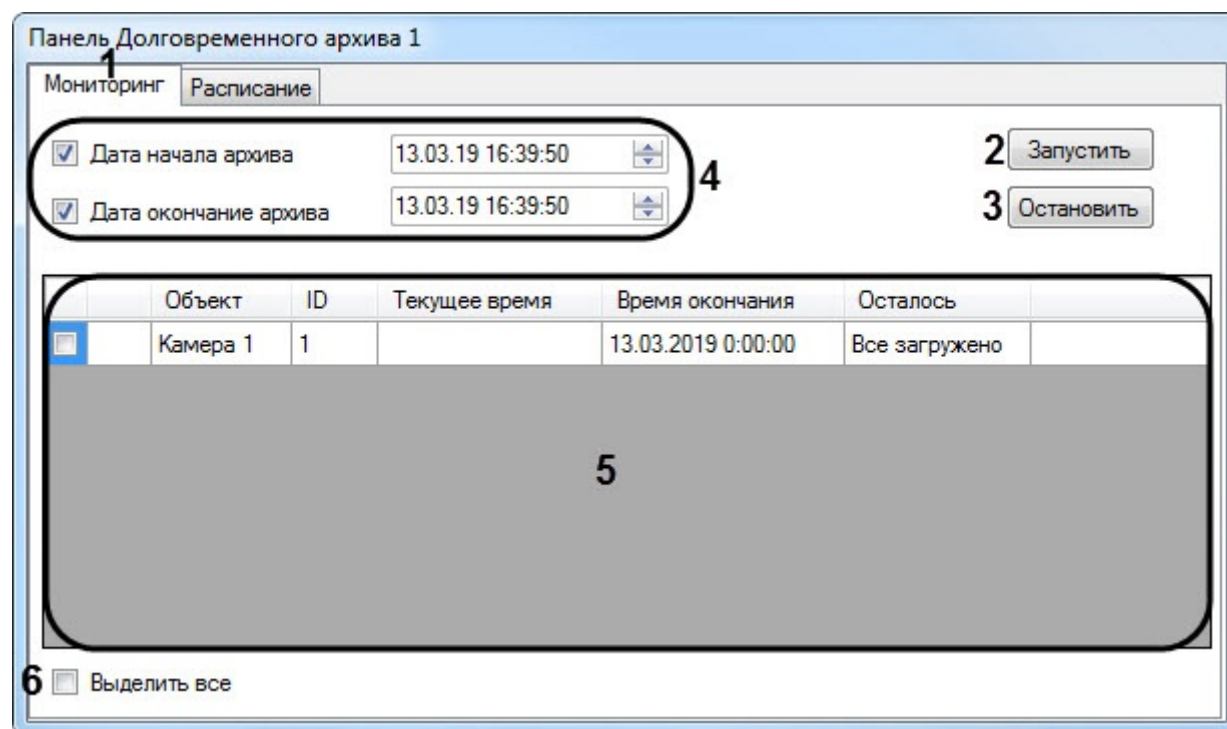 Панель Долговременного архива 1
1
Мониторинг Расписание
Дата начала архива 13.03.19 16:39:50 2 Запустить
4
Дата окончание архива 13.03.19 16:39:50 3 Остановить
Объект ID Текущее время Время окончания Осталось
Камера 1 1 13.03.2019 0:00:00 Все загружено
5
6 Выделить все